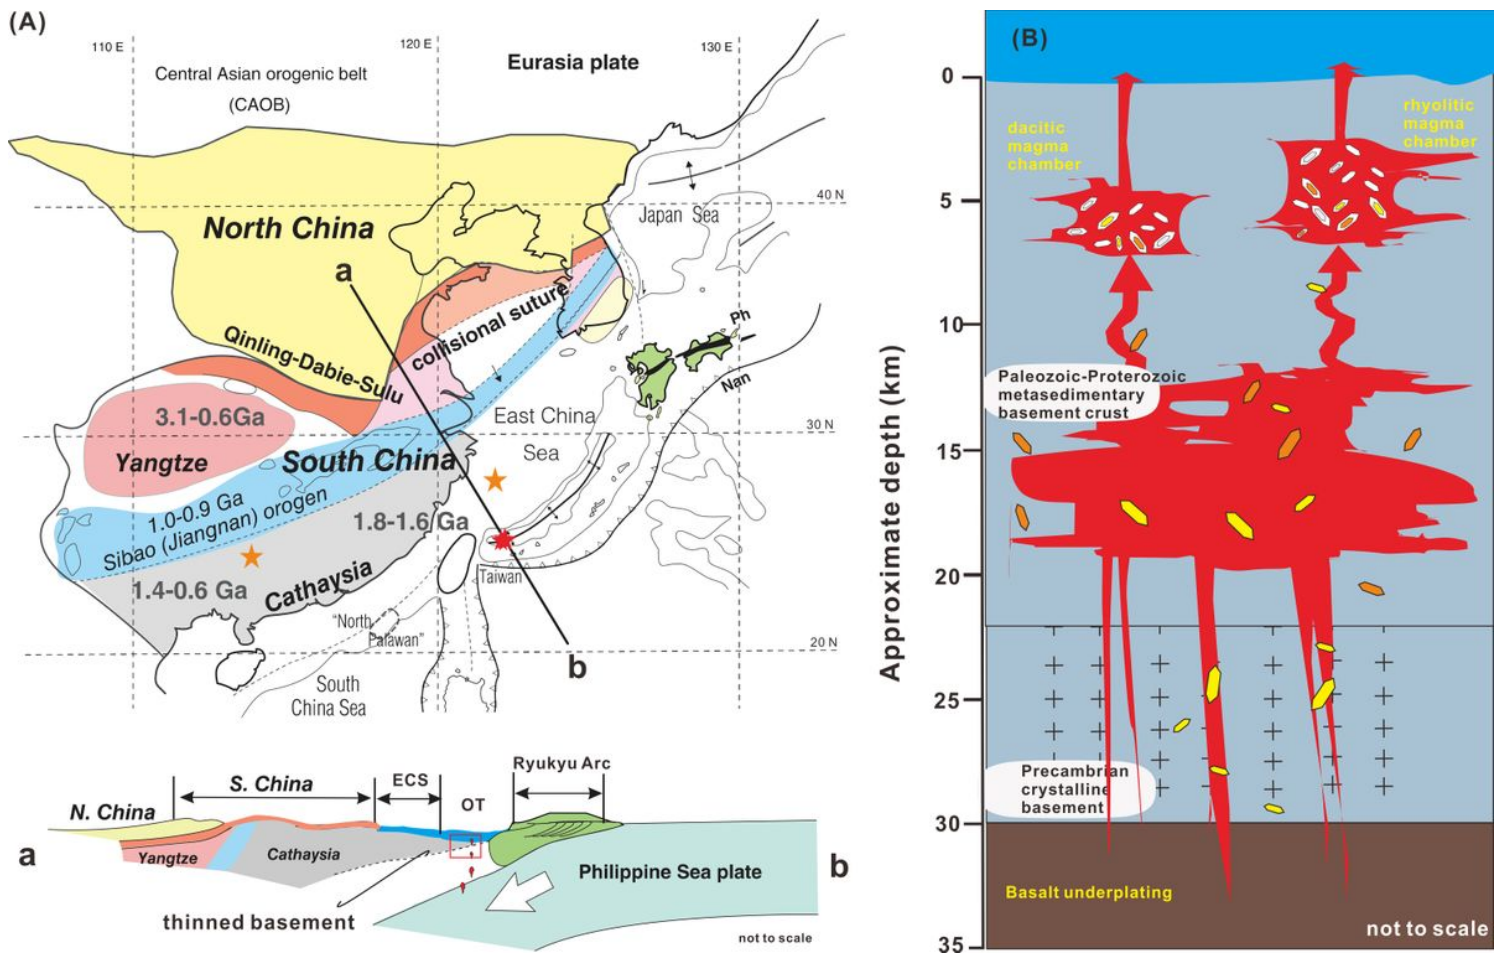 (A)
110 E
120 E
130 E
Central Asian orogenic belt
(CAOB)
Eurasia plate
40 N
Japan Sea
North China
a
collisional suture
Qinling-Dabie-Sulu
Ph
Nan
3.1-0.6Ga
Yangtze
East China
Sea
30 N
South China
1.0-0.9 Ga
Sibao (Jiangnan) orogen
1.8-1.6 Ga
1.4-0.6 Ga
Cathaysia
Taiwan
"North
Palawan"
20 N
b
South
China Sea
N. China
S. China
ECS
OT
Ryukyu Arc
a
Yangtze
Cathaysia
Philippine Sea plate
b
thinned basement
not to scale
(B)
Approximate depth (km)
0
5
10
15
20
25
30
35
dacitic
magma
chamber
rhyolitic
magma
chamber
Paleozoic-Proterozoic
metasedimentary
basement crust
Precambrian
crystalline
basement
Basalt underplating
not to scale